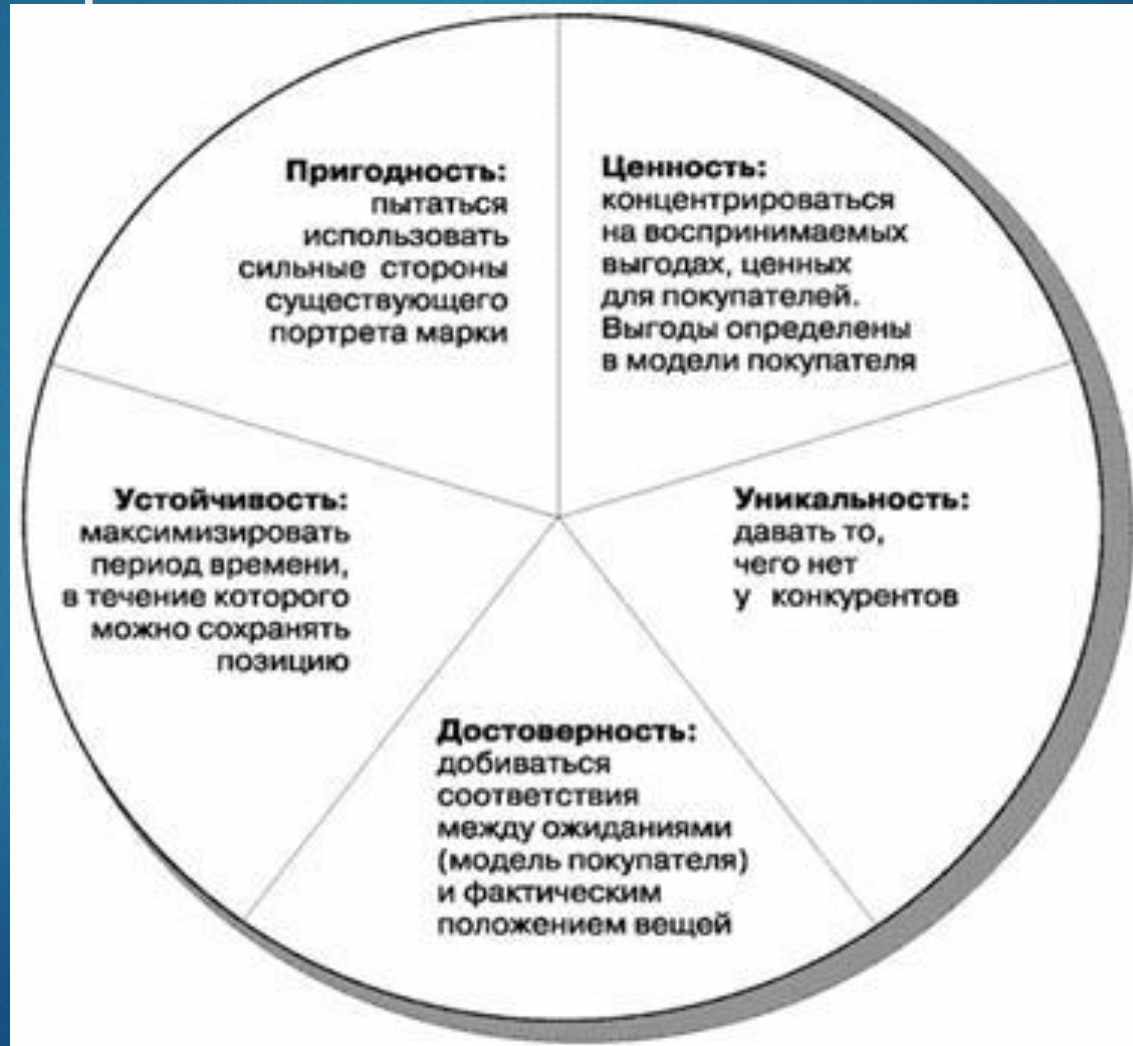 Пригодность:
пытаться
использовать
сильные стороны
существующего
портрета марки
Ценность:
концентрироваться
на воспринимаемых
выгодах, ценных
для покупателей.
Выгоды определены
в модели покупателя
Устойчивость:
максимизировать
период времени,
в течение которого
можно сохранять
позицию
Уникальность:
давать то,
чего нет
у конкурентов
Достоверность:
добиваться
соответствия
между ожиданиями
(модель покупателя)
и фактическим
положением вещей